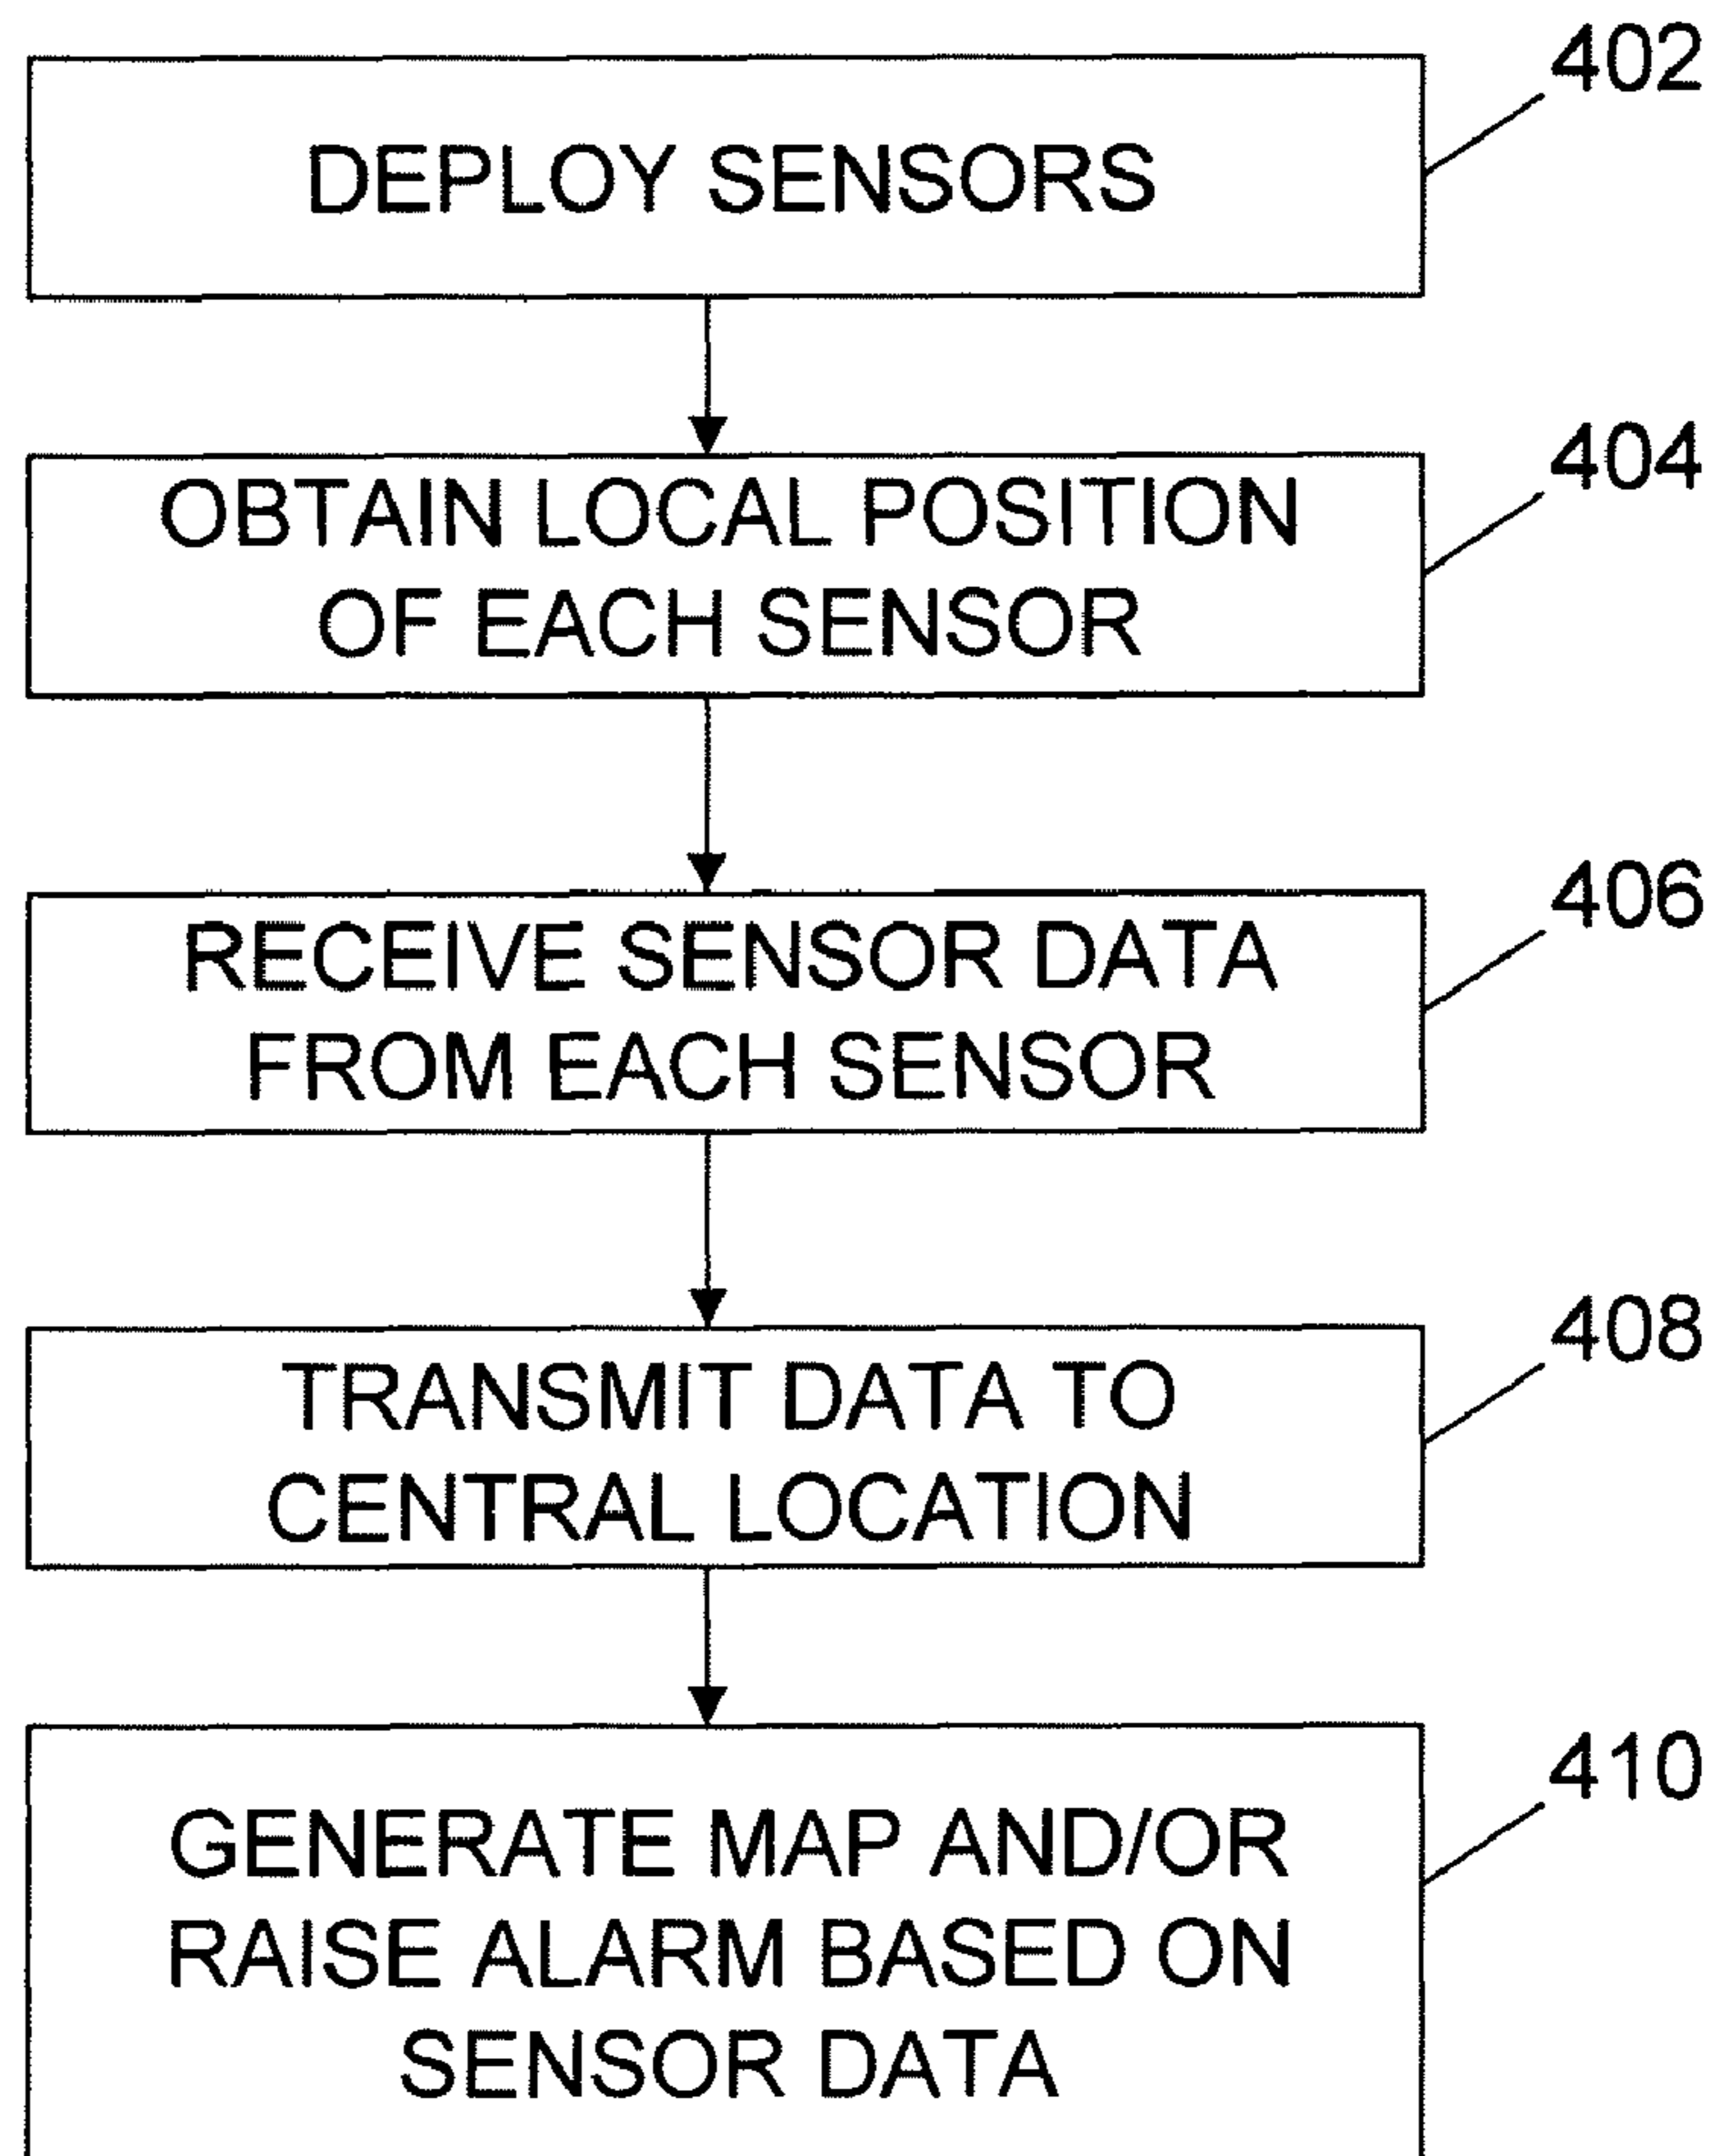 402
DEPLOY SENSORS
404
OBTAIN LOCAL POSITION
OF EACH SENSOR
406
RECEIVE SENSOR DATA
FROM EACH SENSOR
408
TRANSMIT DATA TO
CENTRAL LOCATION
410
GENERATE MAP AND/OR
RAISE ALARM BASED ON
SENSOR DATA